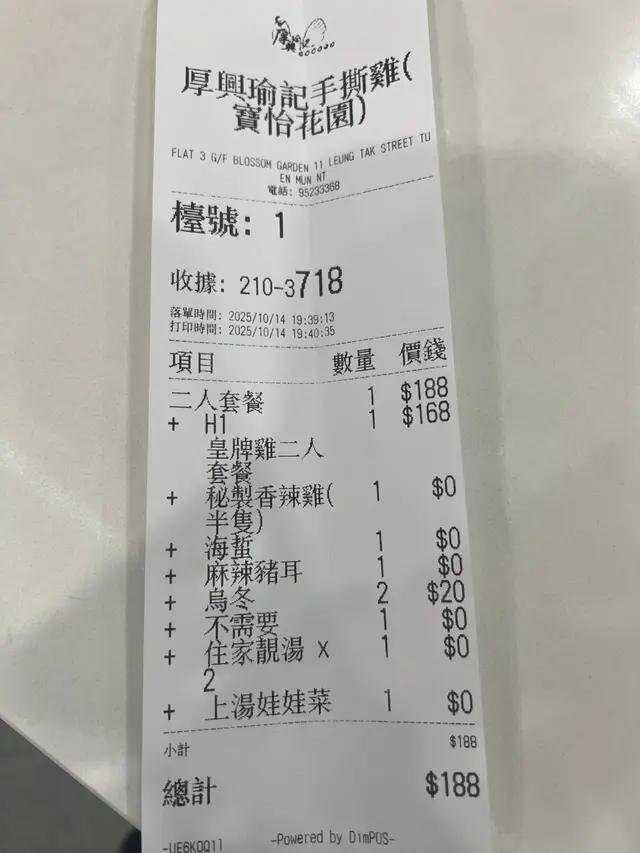 厚興瑜記手撕雞(
寶怡花園)
FLAT 3 G/F BLOSSOM GARDEN 11 LEUNG TAK STREET TU
EN MUN NT
電話: 95233368
檯號: 1
收據: 210-3718
落單時間: 2025/10/14 19:39:13
打印時間: 2025/10/14 19:40:35
項目 數量 價錢
二人套餐 1 $188
+ H1 1 $168
皇牌雞二人
套餐
+ 秘製香辣雞( 1 $0
半隻)
+ 海蜇 1 $0
+ 麻辣豬耳 1 $0
+ 烏冬 2 $20
+ 不需要 1 $0
+ 住家靚湯 x 1 $0
2
+ 上湯娃娃菜 1 $0
小計 $188
總計 $188
-UE6K0Q11 -Powered by DimPOS-